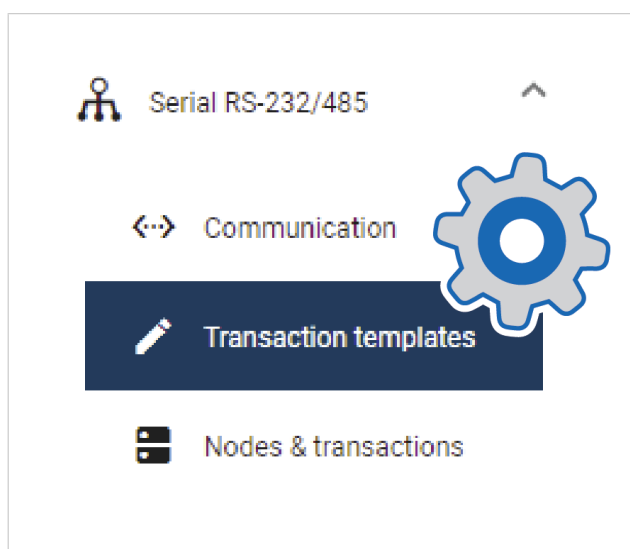 Serial RS-232/485
Communication
Transaction templates
Nodes & transactions